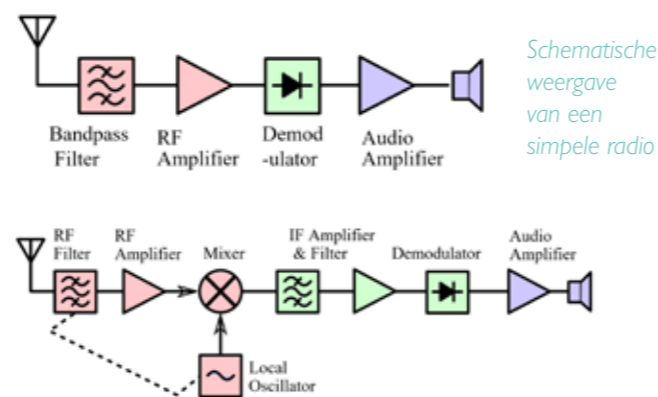 Schematische
weergave
van een
simpele radio
Bandpass
Filter
RF
Amplifier
Demod
-ulator
Audio
Amplifier
RF
Filter
RF
Amplifier
Mixer
IF Amplifier
& Filter
Demodulator
Audio
Amplifier
Local
Oscillator